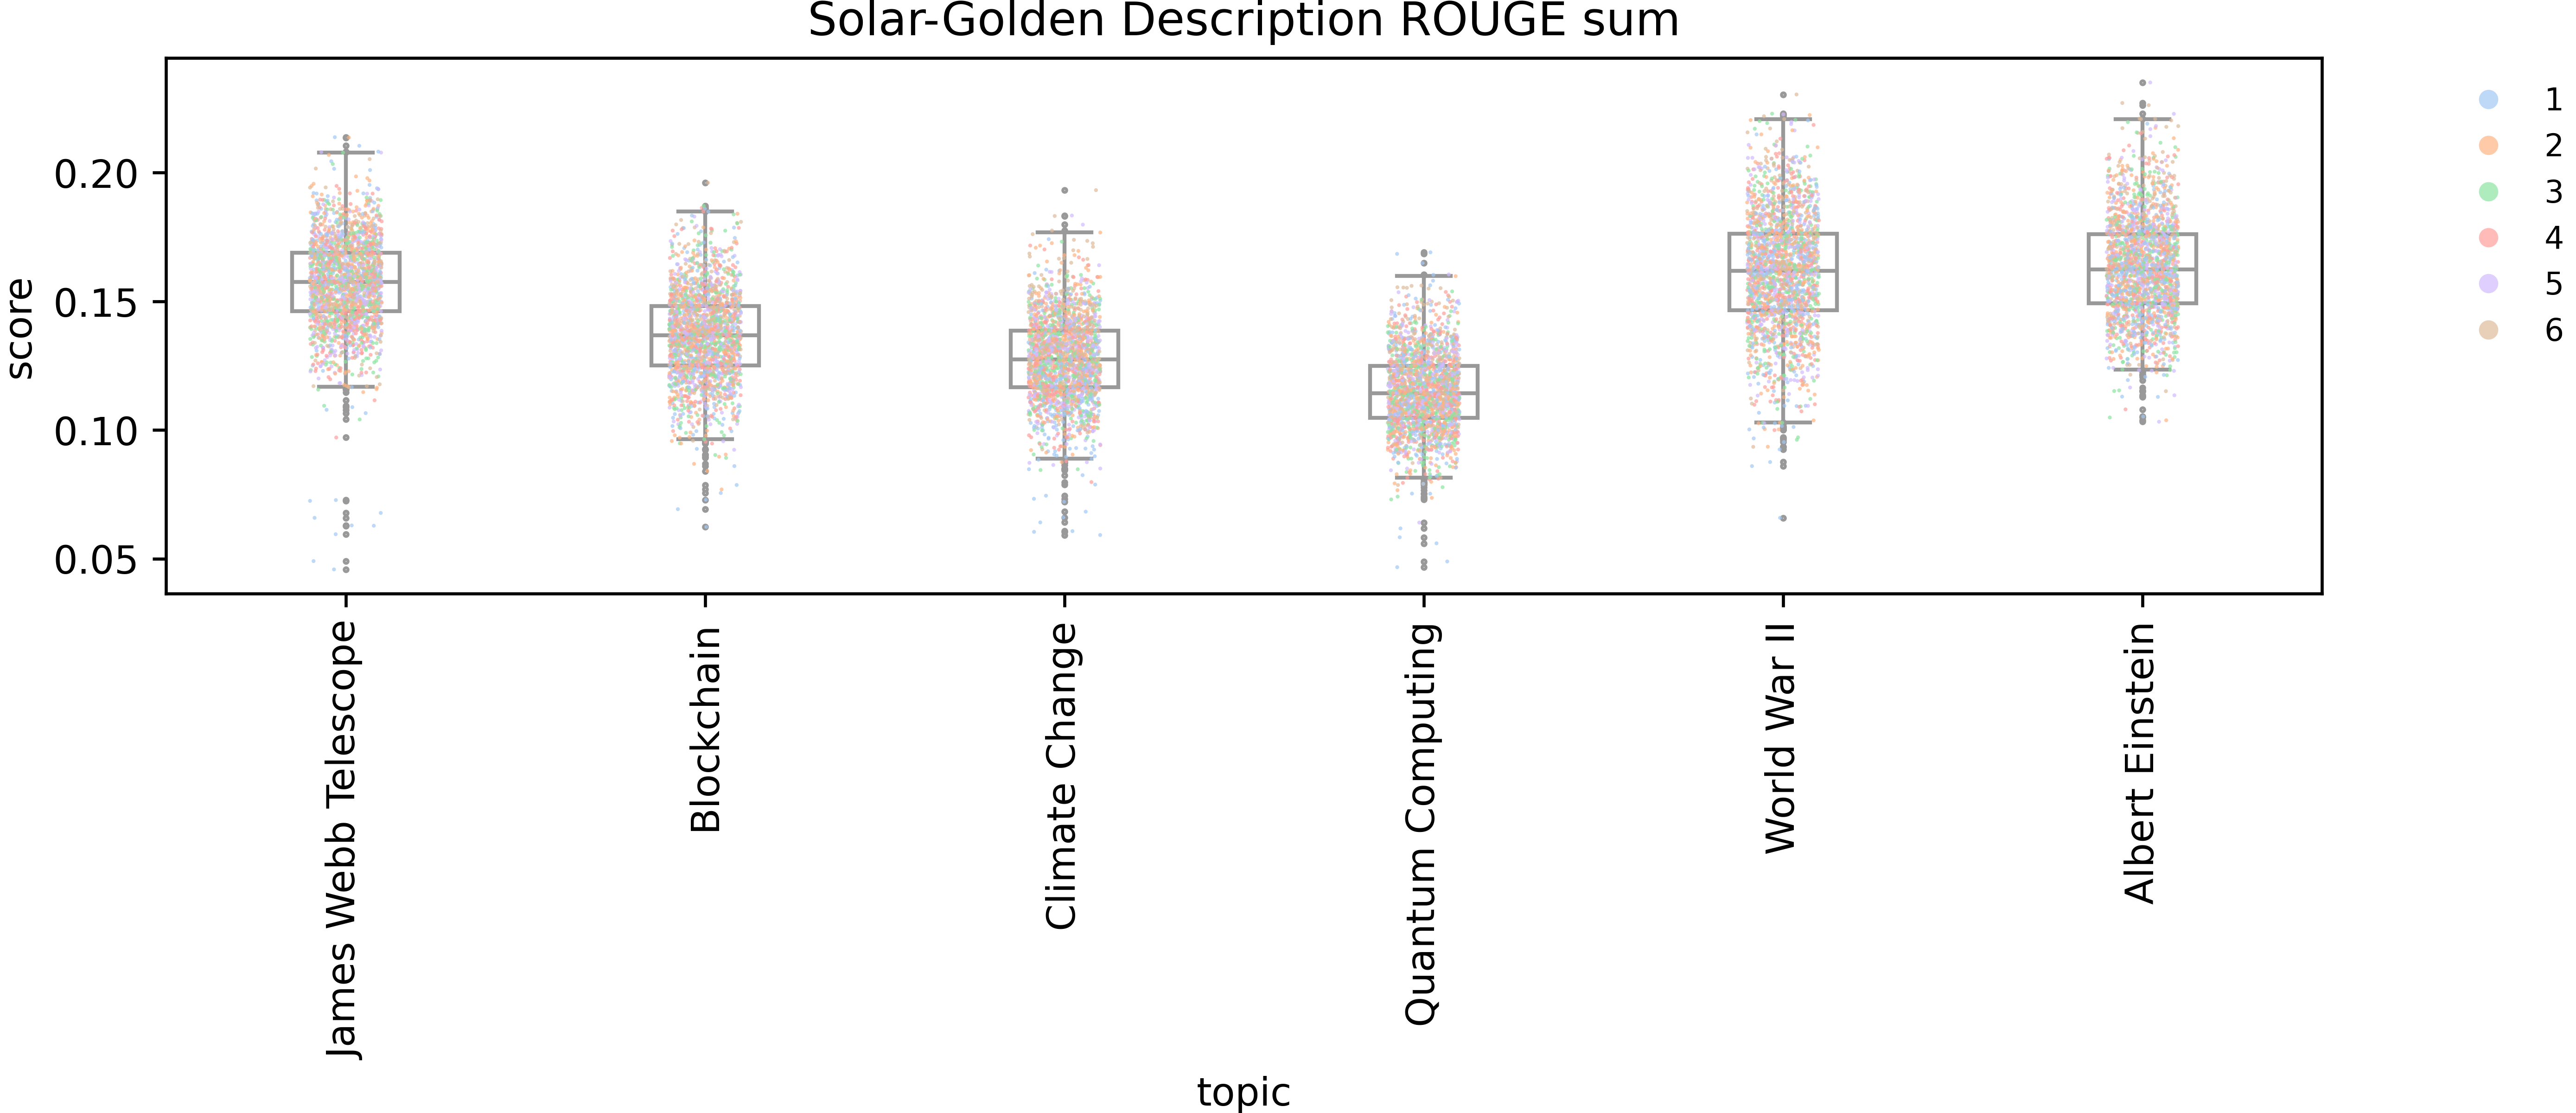 Solar-Golden Description ROUGE sum
score
0.20
0.15
0.10
0.05
James Webb Telescope
Blockchain
Climate Change
Quantum Computing
World War II
Albert Einstein
topic
1
2
3
4
5
6